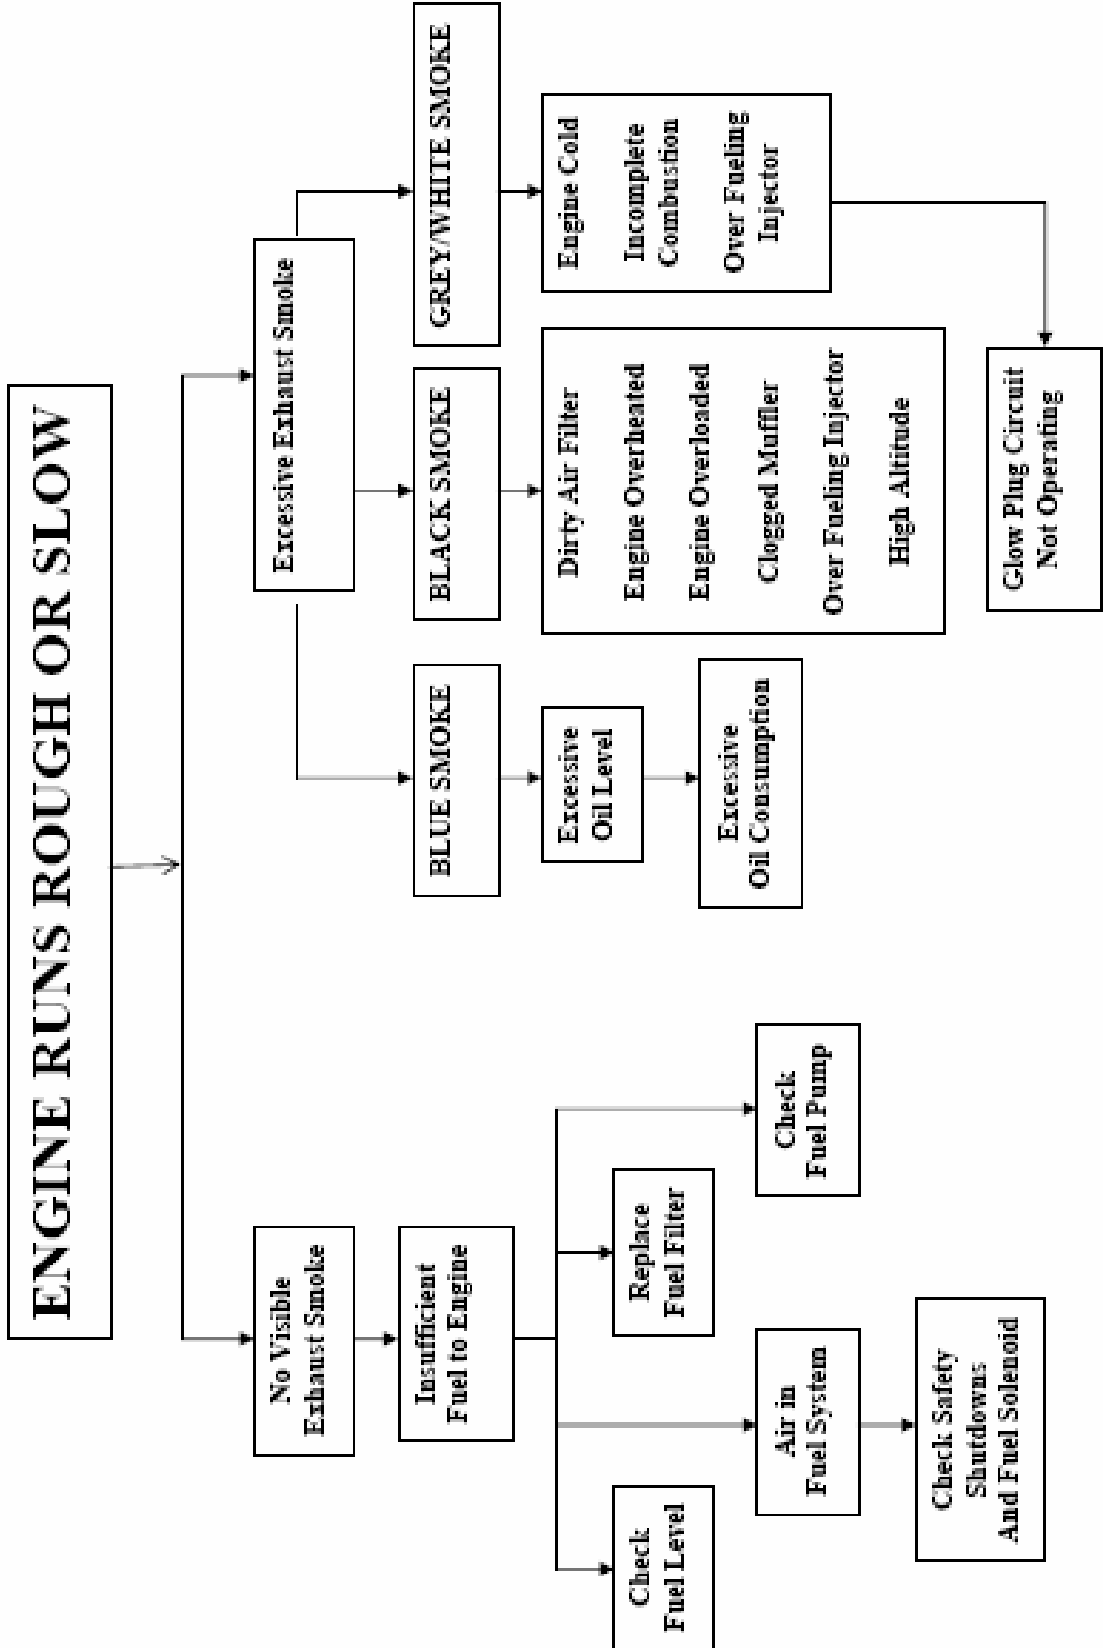 ENGINE RUNS ROUGH OR SLOW
No Visible
Exhaust Smoke
Excessive Exhaust Smoke
Insufficient
Fuel to Engine
BLUE SMOKE
BLACK SMOKE
GREY/WHITE SMOKE
Check
Fuel Level
Air in
Fuel System
Replace
Fuel Filter
Check
Fuel Pump
Check Safety
Shutdowns
And Fuel Solenoid
Excessive
Oil Level
Excessive
Oil Consumption
Dirty Air Filter
Engine Overheated
Engine Overloaded
Clogged Muffler
Over Fueling Injector
High Altitude
Engine Cold
Incomplete
Combustion
Over Fueling
Injector
Glow Plug Circuit
Not Operating